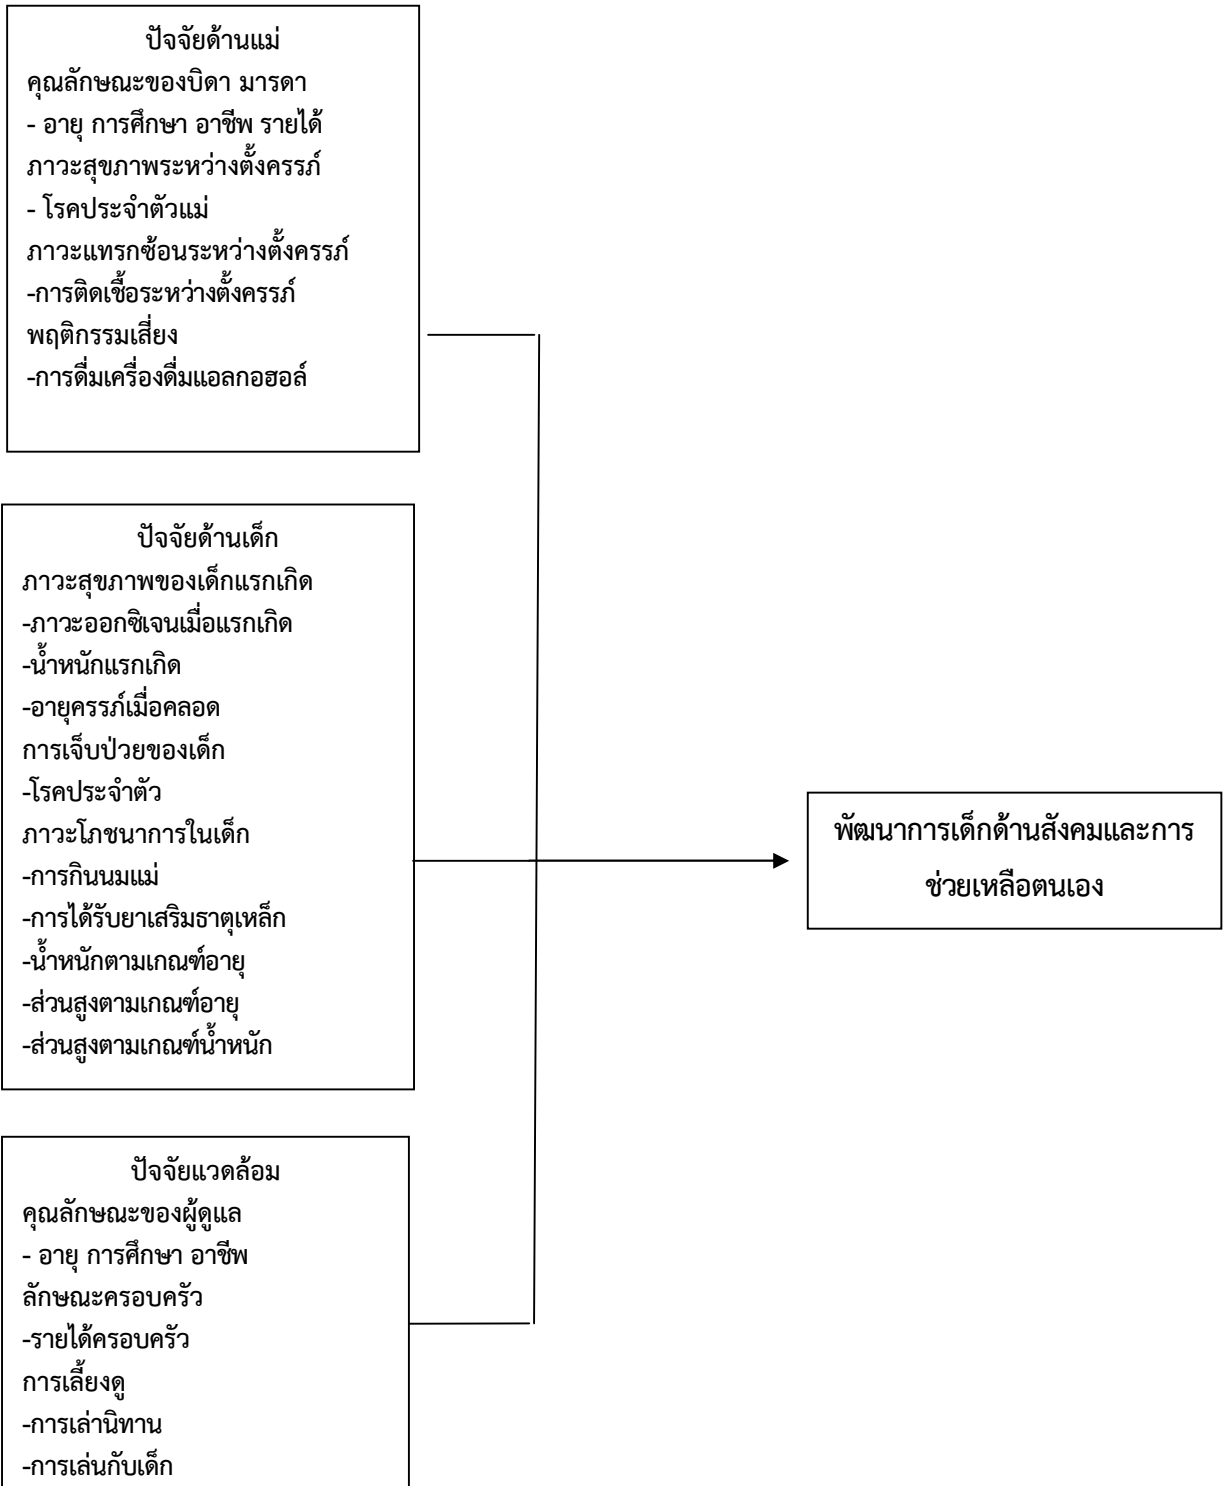 ปัจจัยด้านแม่
คุณลักษณะของบิดา มารดา
- อายุ การศึกษา อาชีพ รายได้
ภาวะสุขภาพระหว่างตั้งครรภ์
- โรคประจำตัวแม่
ภาวะแทรกซ้อนระหว่างตั้งครรภ์
-การติดเชื้อระหว่างตั้งครรภ์
พฤติกรรมเสี่ยง
-การดื่มเครื่องดื่มแอลกอฮอล์
ปัจจัยด้านเด็ก
ภาวะสุขภาพของเด็กแรกเกิด
-ภาวะออกซิเจนเมื่อแรกเกิด
-น้ำหนักแรกเกิด
-อายุครรภ์เมื่อคลอด
การเจ็บป่วยของเด็ก
-โรคประจำตัว
ภาวะโภชนาการในเด็ก
-การกินนมแม่
-การได้รับยาเสริมธาตุเหล็ก
-น้ำหนักตามเกณฑ์อายุ
-ส่วนสูงตามเกณฑ์อายุ
-ส่วนสูงตามเกณฑ์น้ำหนัก
ปัจจัยแวดล้อม
คุณลักษณะของผู้ดูแล
- อายุ การศึกษา อาชีพ
ลักษณะครอบครัว
-รายได้ครอบครัว
การเลี้ยงดู
-การเล่านิทาน
-การเล่นกับเด็ก
พัฒนาการเด็กด้านสังคมและการ
ช่วยเหลือตนเอง